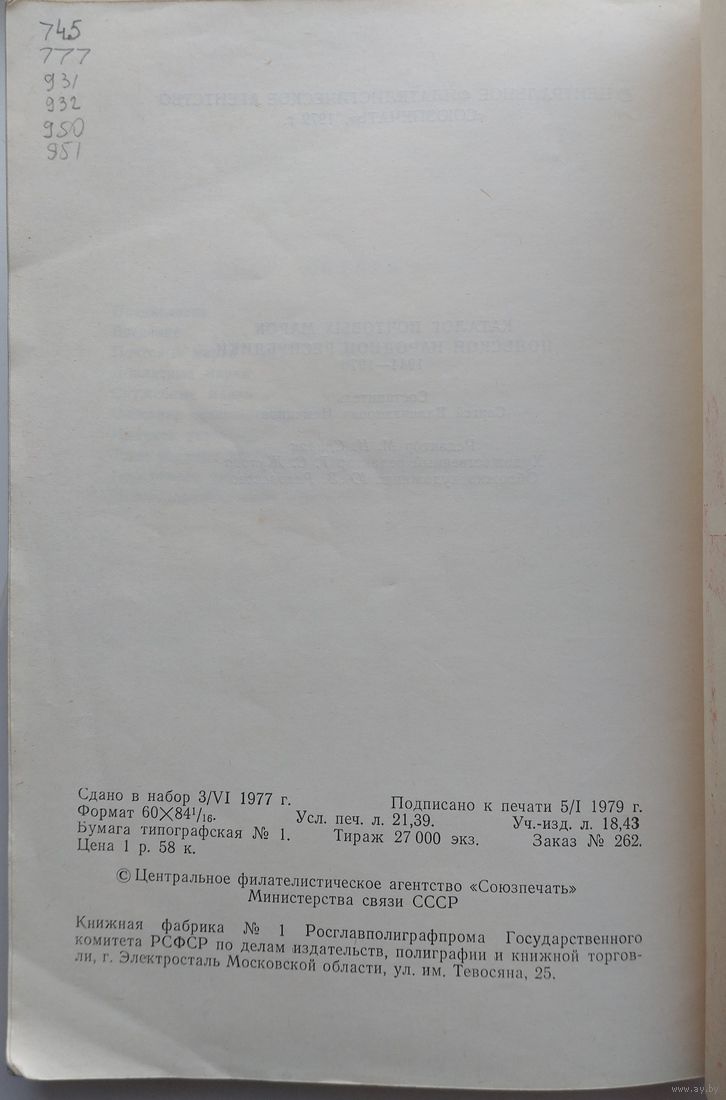 745
777
931
932
950
951
Сдано в набор 3/VI 1977 г. Подписано к печати 5/I 1979 г.
Формат 60×84¹/₁₆. Усл. печ. л. 21,39. Уч.-изд. л. 18,43
Бумага типографская № 1. Тираж 27 000 экз. Заказ № 262.
Цена 1 р. 58 к.
© Центральное филателистическое агентство «Союзпечать»
Министерства связи СССР
Книжная фабрика № 1 Росглавполиграфпрома Государственного
комитета РСФСР по делам издательств, полиграфии и книжной торгов-
ли, г. Электросталь Московской области, ул. им. Тевосяна, 25.
www.ay.by